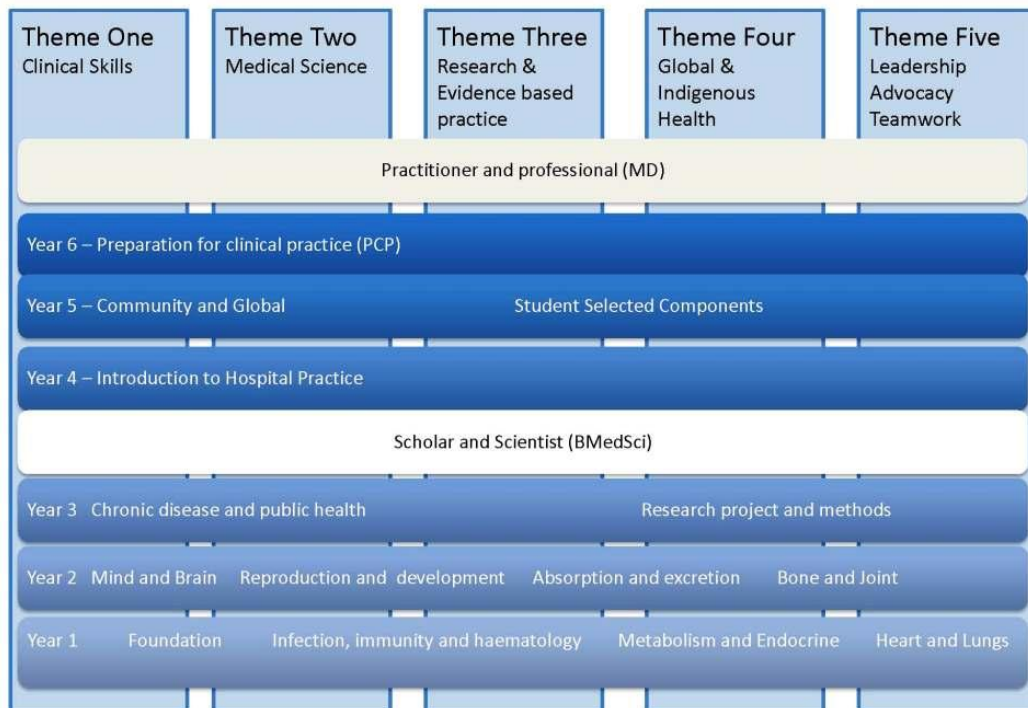 Theme One
Clinical Skills
Theme Two
Medical Science
Theme Three
Research &
Evidence based
practice
Theme Four
Global &
Indigenous
Health
Theme Five
Leadership
Advocacy
Teamwork
Practitioner and professional (MD)
Year 6 – Preparation for clinical practice (PCP)
Year 5 – Community and Global Student Selected Components
Year 4 – Introduction to Hospital Practice
Scholar and Scientist (BMedSci)
Year 3 Chronic disease and public health Research project and methods
Year 2 Mind and Brain Reproduction and development Absorption and excretion Bone and Joint
Year 1 Foundation Infection, immunity and haematology Metabolism and Endocrine Heart and Lungs